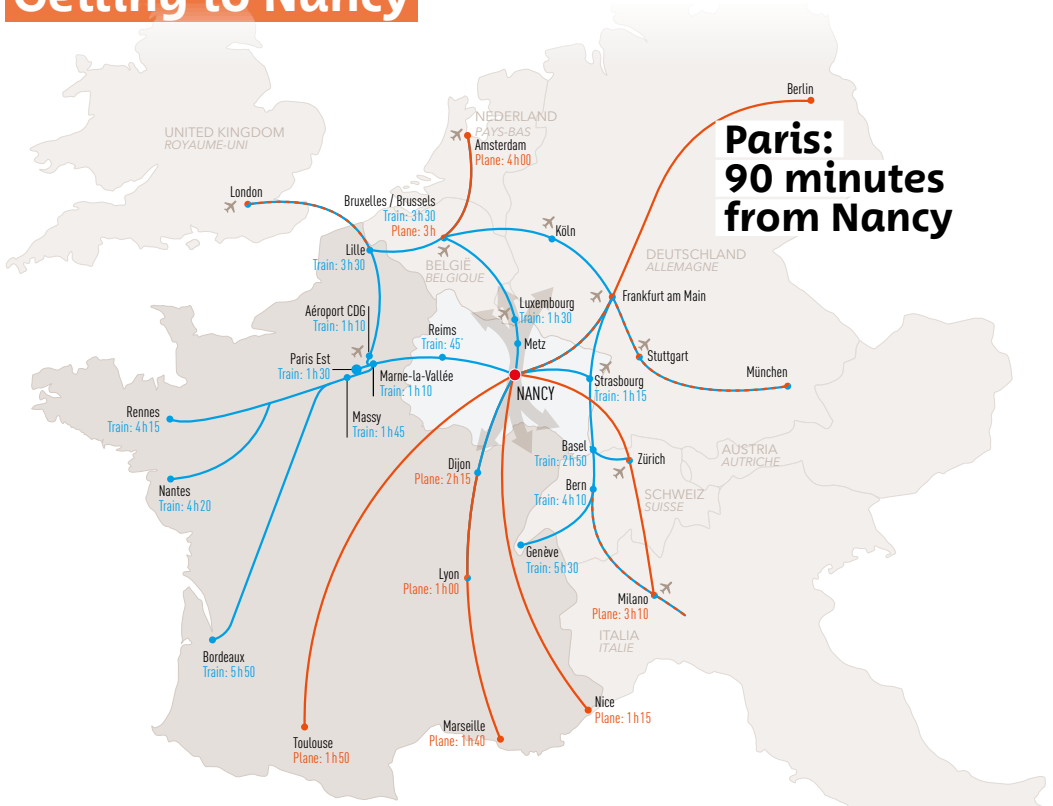 Getting to Nancy
Berlin
NEDERLAND
PAYS-BAS
Amsterdam
Plane: 4h00
UNITED KINGDOM
ROYAUME-UNI
Paris:
90 minutes
from Nancy
London
Bruxelles / Brussels
Train: 3h30
Plane: 3h
Köln
Lille
Train: 3h30
BELGIË
BELGIQUE
DEUTSCHLAND
ALLEMAGNE
Frankfurt am Main
Luxembourg
Train: 1h30
Aéroport CDG
Train: 1h10
Reims
Train: 45'
Metz
Stuttgart
Paris Est
Train: 1h30
Marne-la-Vallée
Train: 1h10
München
Strasbourg
Train: 1h15
NANCY
Rennes
Train: 4h15
Massy
Train: 1h45
Basel
Train: 2h50
Zürich
AUSTRIA
AUTRICHE
Dijon
Plane: 2h15
Nantes
Train: 4h20
Bern
Train: 4h10
SCHWEIZ
SUISSE
Genève
Train: 5h30
Lyon
Plane: 1h00
Milano
Plane: 3h10
ITALIA
ITALIE
Bordeaux
Train: 5h50
Nice
Plane: 1h15
Marseille
Plane: 1h40
Toulouse
Plane: 1h50